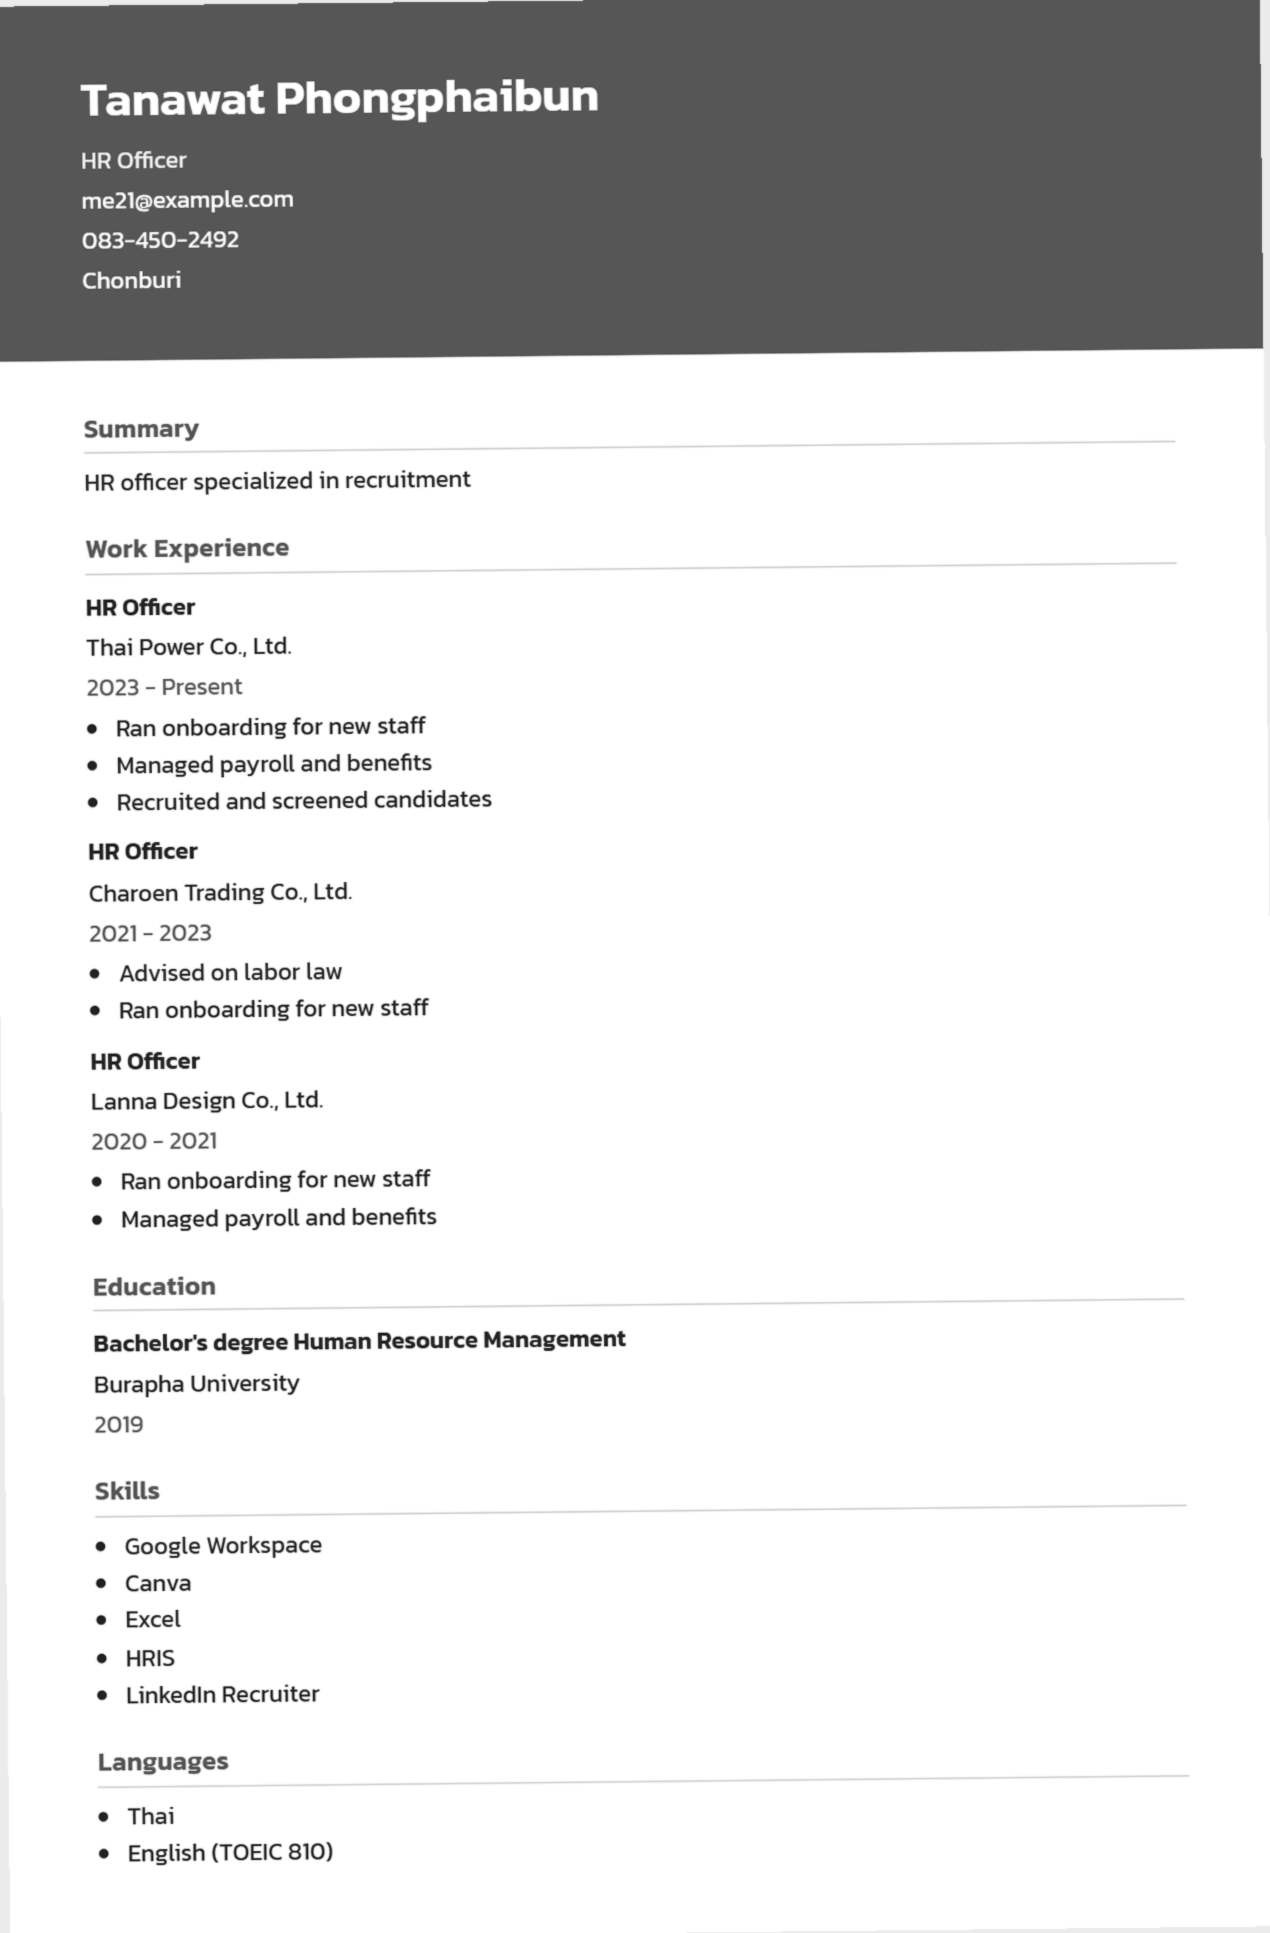 Tanawat Phongphaibun
HR Officer
me21@example.com
083-450-2492
Chonburi
Summary
HR officer specialized in recruitment
Work Experience
HR Officer
Thai Power Co., Ltd.
2023 – Present
• Ran onboarding for new staff
• Managed payroll and benefits
• Recruited and screened candidates
HR Officer
Charoen Trading Co., Ltd.
2021 – 2023
• Advised on labor law
• Ran onboarding for new staff
HR Officer
Lanna Design Co., Ltd.
2020 – 2021
• Ran onboarding for new staff
• Managed payroll and benefits
Education
Bachelor's degree Human Resource Management
Burapha University
2019
Skills
• Google Workspace
• Canva
• Excel
• HRIS
• LinkedIn Recruiter
Languages
• Thai
• English (TOEIC 810)